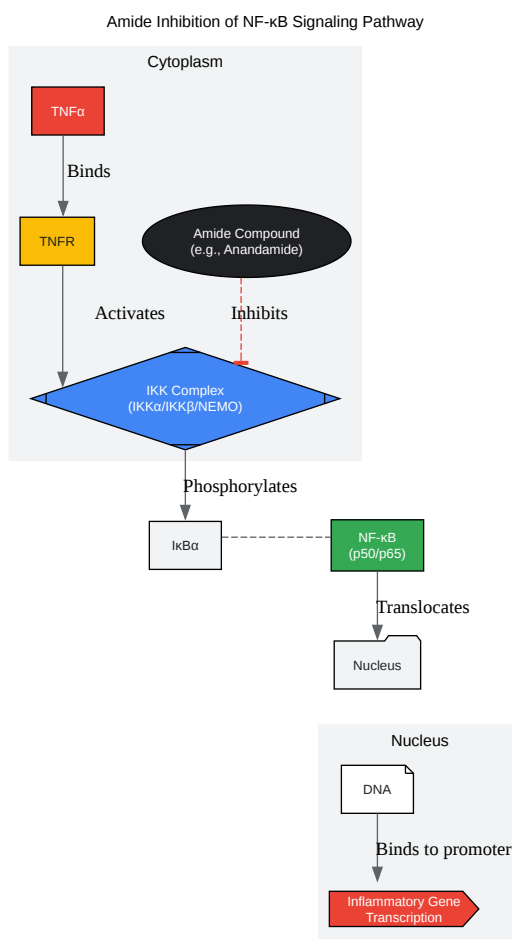 Amide Inhibition of NF-κB Signaling Pathway
Cytoplasm
TNFα
Binds
TNFR
Amide Compound
(e.g., Anandamide)
Activates
Inhibits
IKK Complex
(IKKα/IKKβ/NEMO)
Phosphorylates
IκBα
NF-κB
(p50/p65)
Translocates
Nucleus
Nucleus
DNA
Binds to promoter
Inflammatory Gene
Transcription